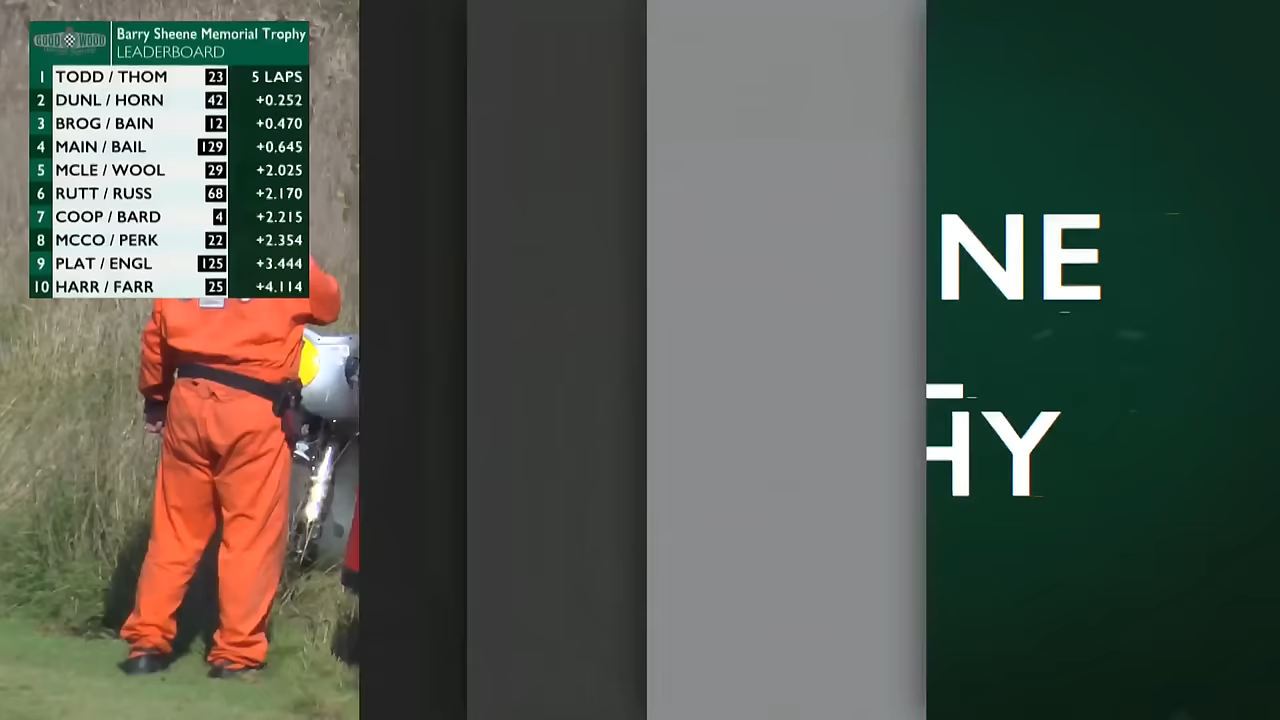 GOODWOOD
Barry Sheene Memorial Trophy
LEADERBOARD
1 TODD / THOM 23 5 LAPS
2 DUNL / HORN 42 +0.252
3 BROG / BAIN 12 +0.470
4 MAIN / BAIL 129 +0.645
5 MCLE / WOOL 29 +2.025
6 RUTT / RUSS 68 +2.170
7 COOP / BARD 4 +2.215
8 MCCO / PERK 22 +2.354
9 PLAT / ENGL 125 +3.444
10 HARR / FARR 25 +4.114
NE
HY